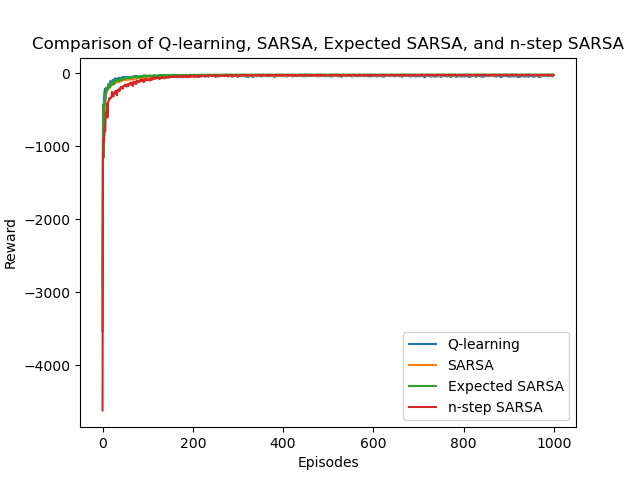 Comparison of Q-learning, SARSA, Expected SARSA, and n-step SARSA
0
−1000
−2000
−3000
−4000
Reward
Q-learning
SARSA
Expected SARSA
n-step SARSA
0 200 400 600 800 1000
Episodes